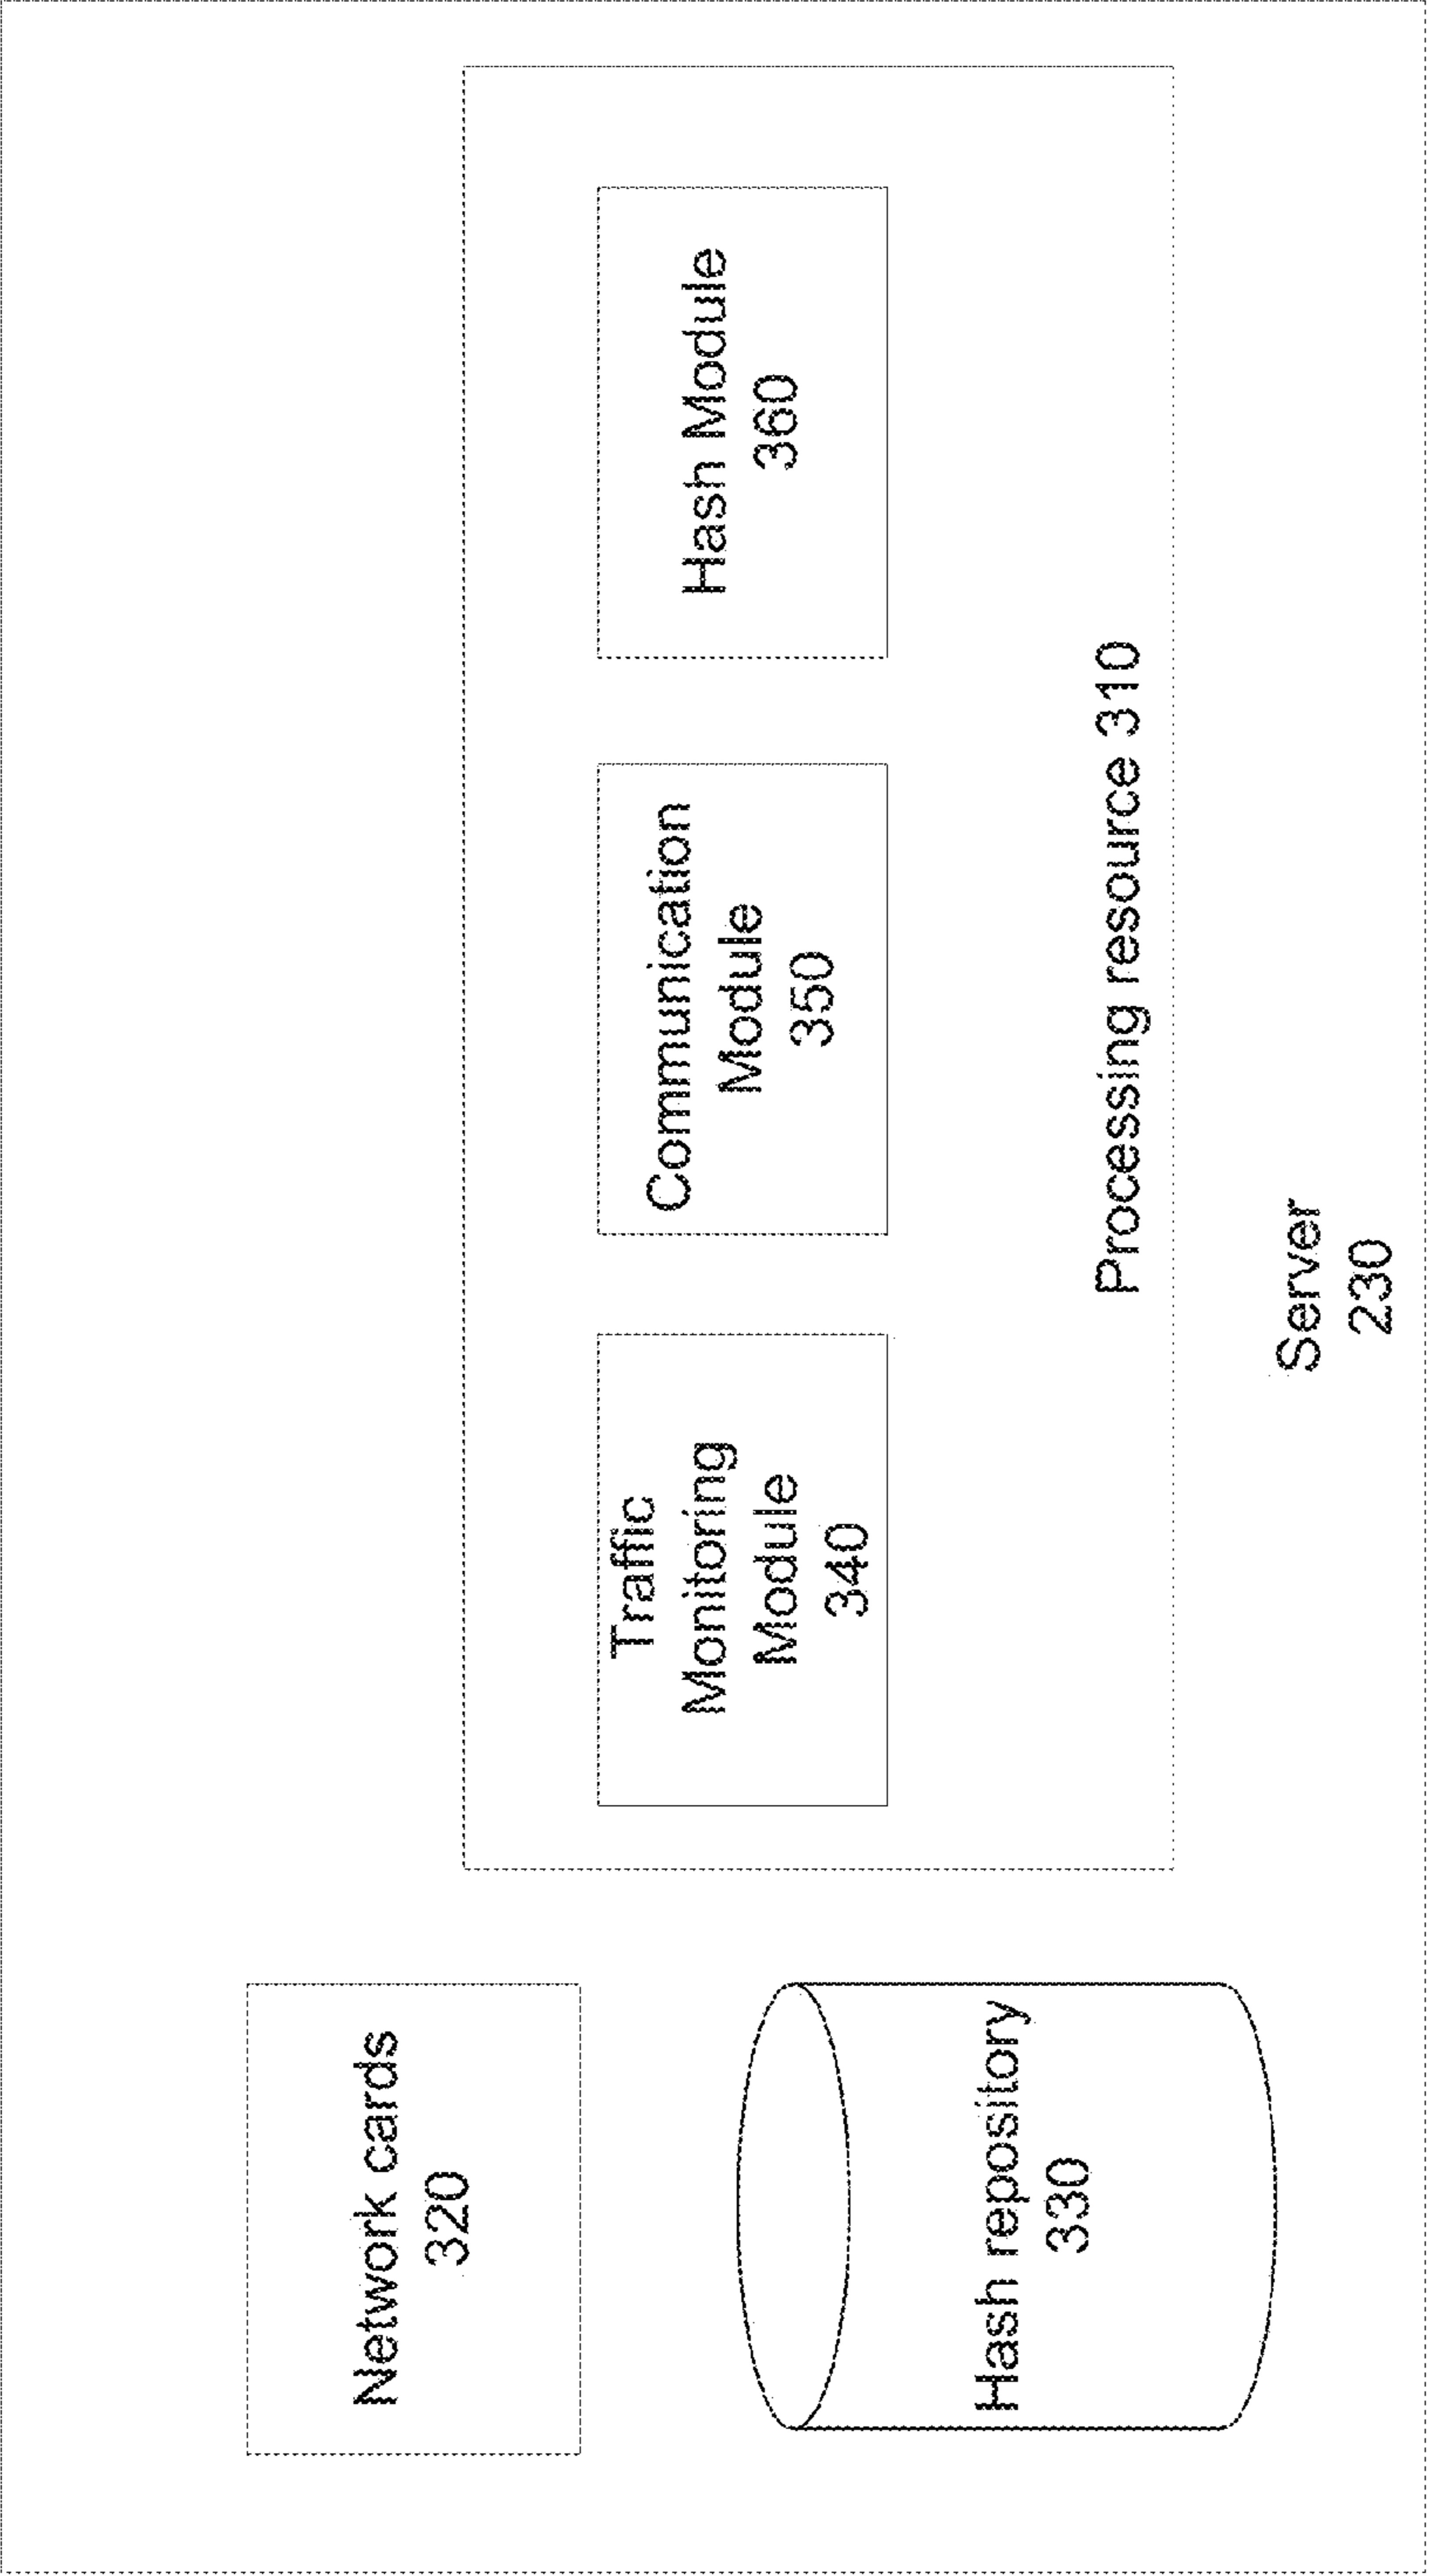 Network cards
320
Hash repository
330
Traffic
Monitoring
Module
340
Communication
Module
350
Hash Module
360
Processing resource 310
Server
230